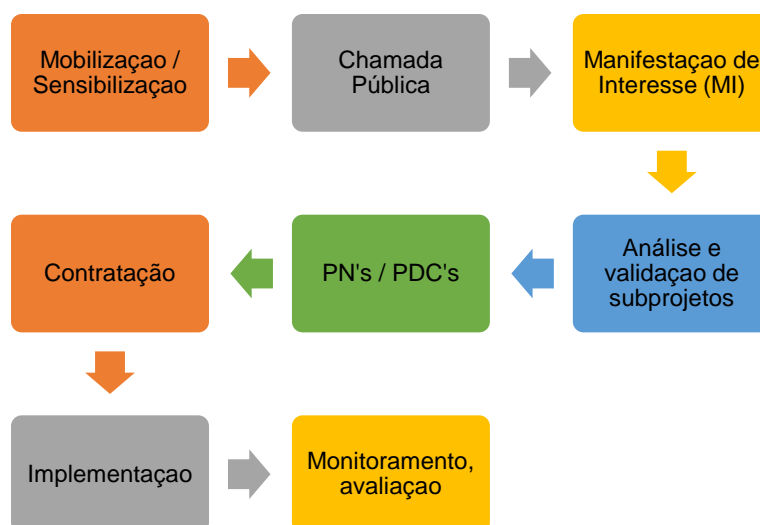 Mobilizaçao /
Sensibilizaçao
Chamada
Pública
Manifestaçao de
Interesse (MI)
Análise e
validaçao de
subprojetos
PN's / PDC's
Contratação
Implementaçao
Monitoramento,
avaliaçao